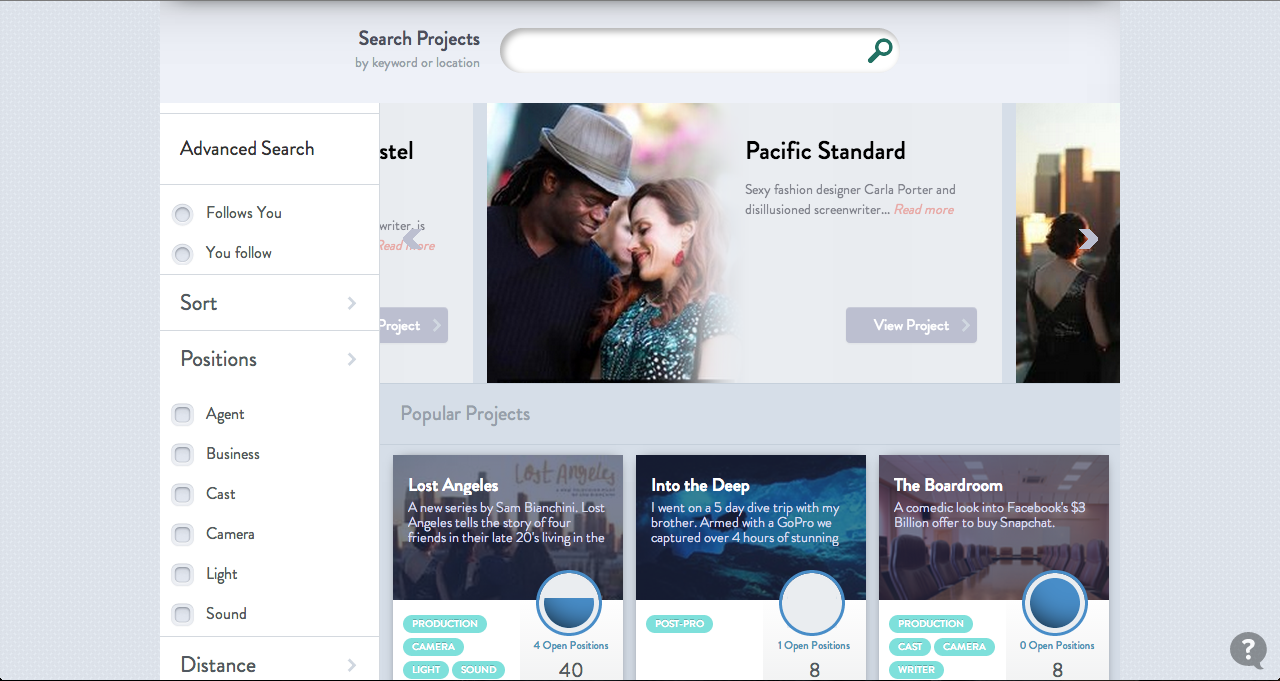 Search Projects
by keyword or location
Advanced Search
Follows You
You follow
Sort
Positions
Agent
Business
Cast
Camera
Light
Sound
Distance
stel
writer, is
Read more
Project
Pacific Standard
Sexy fashion designer Carla Porter and
disillusioned screenwriter... Read more
View Project
Popular Projects
Lost Angeles
Lost Angeles
A new series by Sam Bianchini. Lost
Angeles tells the story of four
friends in their late 20's living in the
PRODUCTION
CAMERA
LIGHT SOUND
4 Open Positions
40
Into the Deep
I went on a 5 day dive trip with my
brother. Armed with a GoPro we
captured over 4 hours of stunning
POST-PRO
1 Open Positions
8
The Boardroom
A comedic look into Facebook's $3
Billion offer to buy Snapchat.
PRODUCTION
CAST CAMERA
WRITER
0 Open Positions
8
?